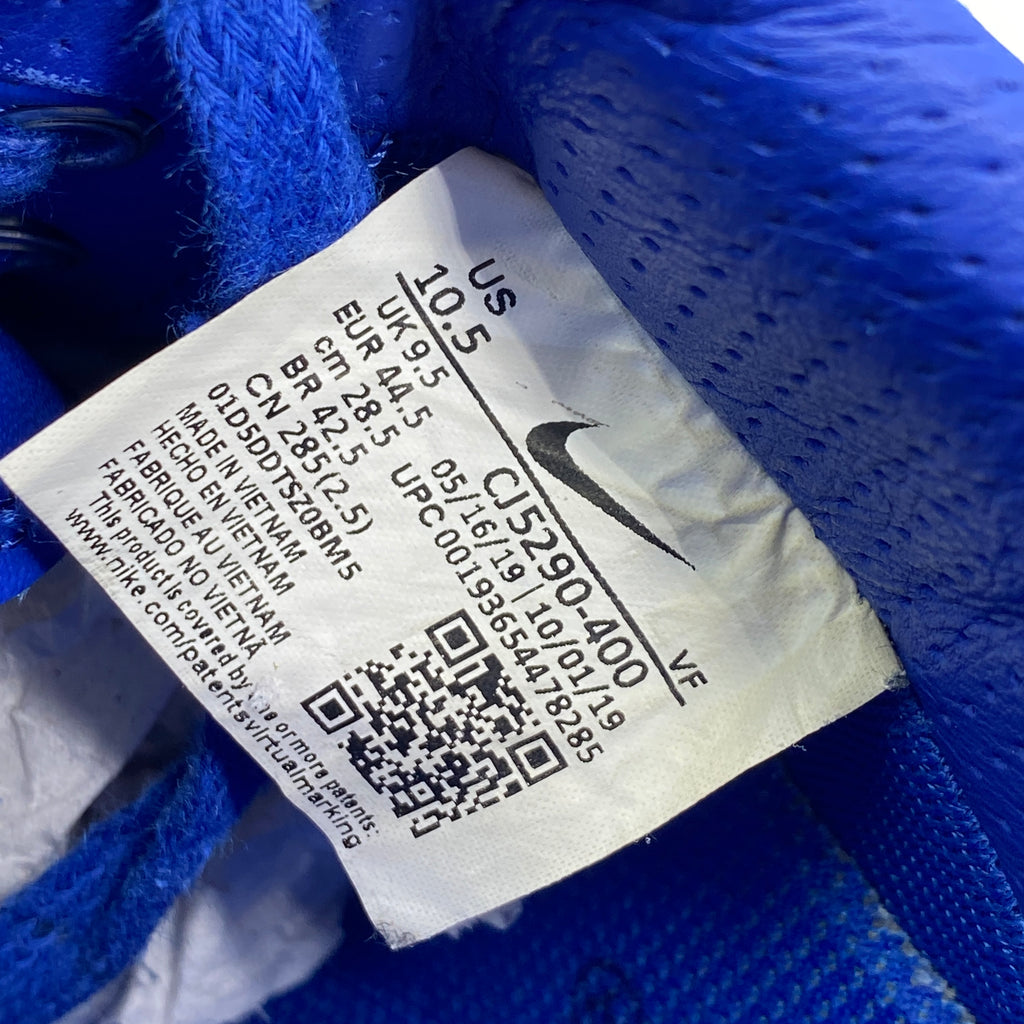 US
10.5
UK 9.5
EUR 44.5
cm 28.5
BR 42.5
CN 285(2.5)
01D5DDTSZ0BM5
MADE IN VIETNAM
HECHO EN VIETNAM
FABRIQUE AU VIETNAM
FABRICADO NO VIETNÃ
This product is covered by one or more patents:
www.nike.com/patentsvirtualmarking
VF
CJ5290-400
05/16/19 | 10/01/19
UPC 00193654478285